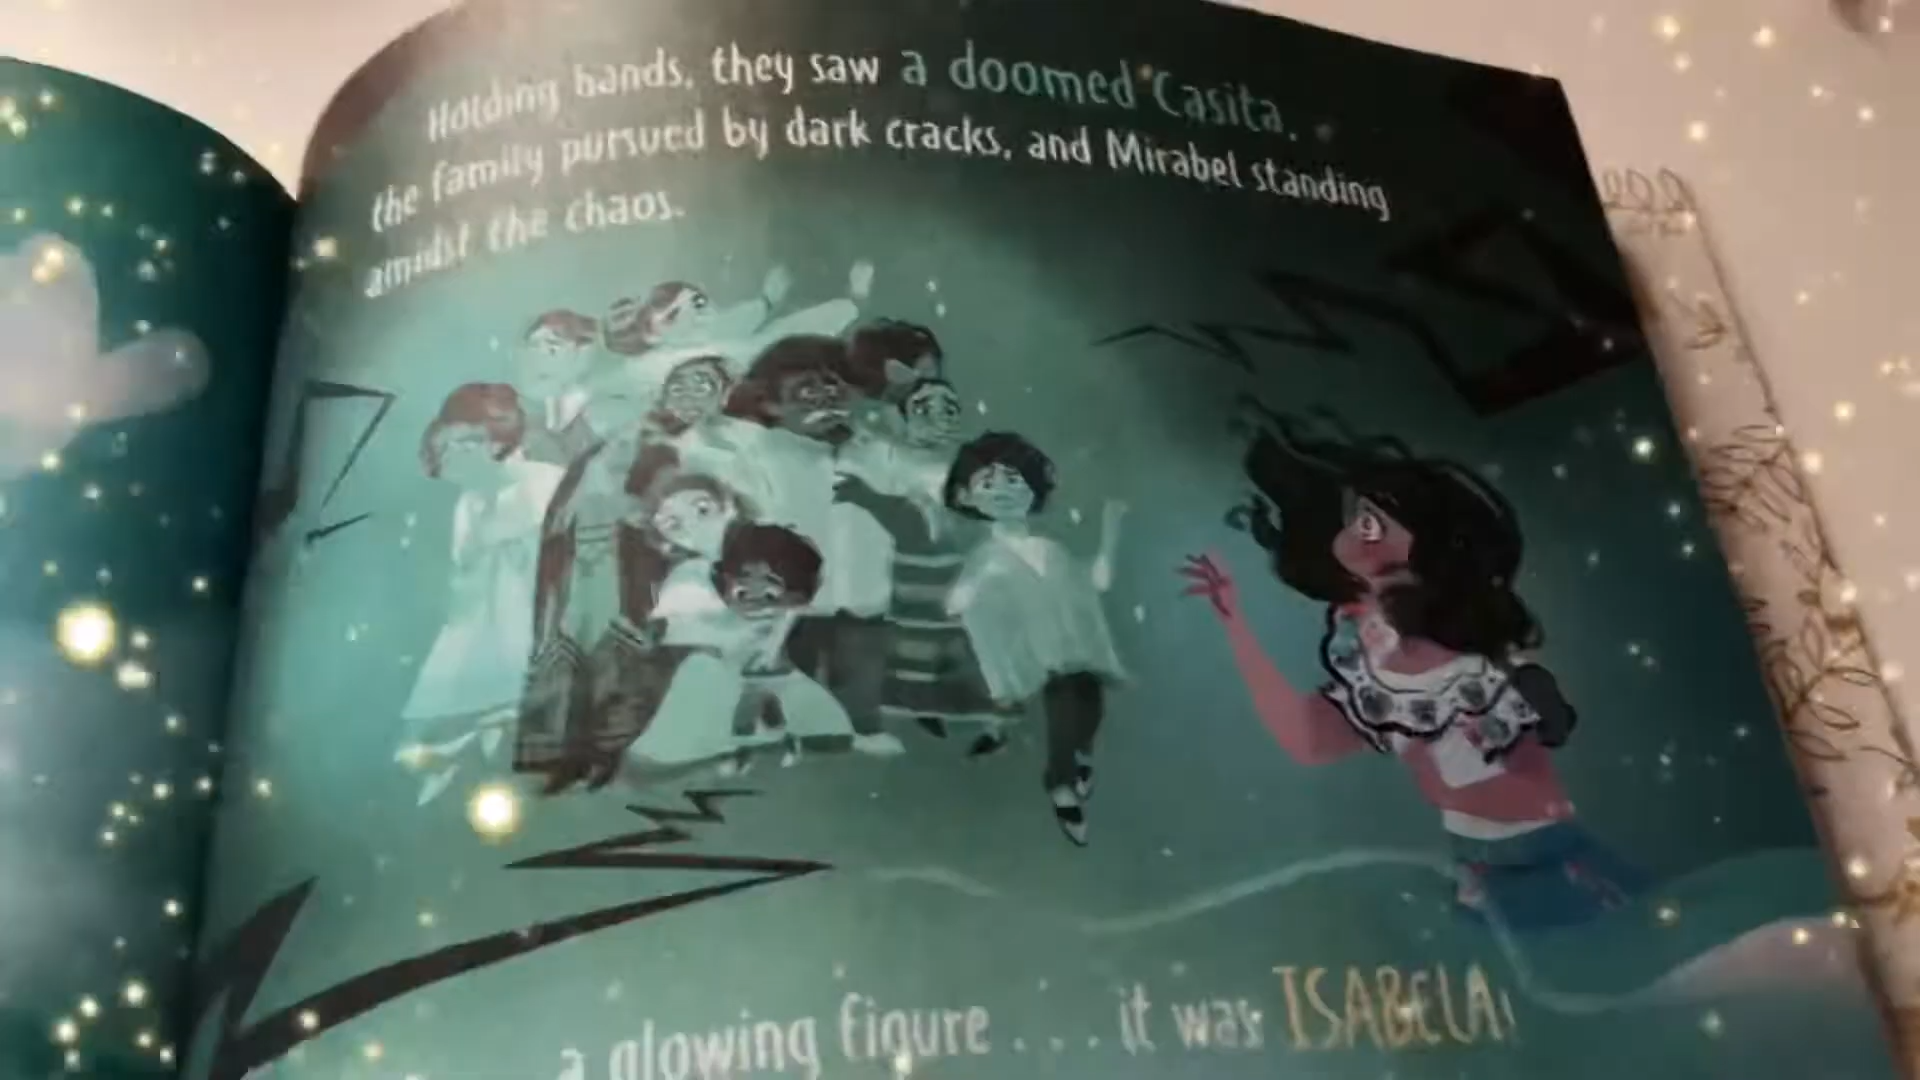 Holding hands, they saw a doomed Casita,
the family pursued by dark cracks, and Mirabel standing
amidst the chaos.
a glowing figure . . . it was ISABELA!